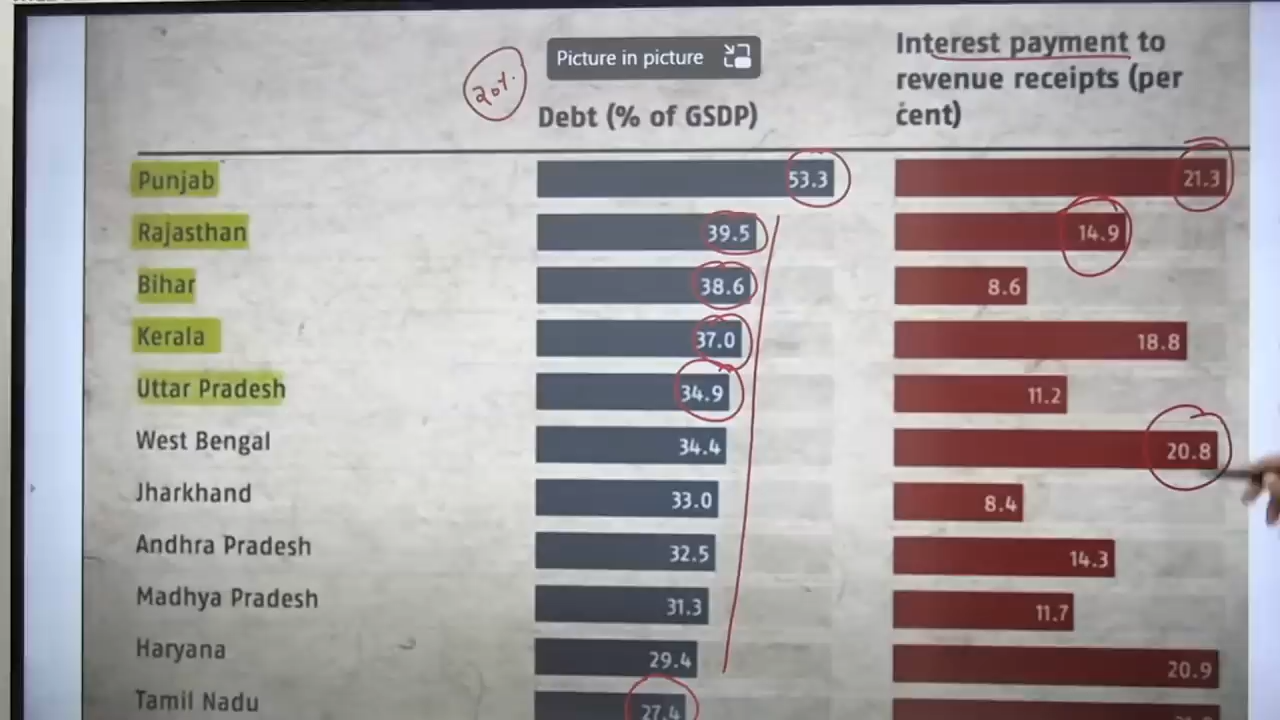 20%
Picture in picture
Debt (% of GSDP)
Interest payment to
revenue receipts (per
cent)
Punjab 53.3 21.3
Rajasthan 39.5 14.9
Bihar 38.6 8.6
Kerala 37.0 18.8
Uttar Pradesh 34.9 11.2
West Bengal 34.4 20.8
Jharkhand 33.0 8.4
Andhra Pradesh 32.5 14.3
Madhya Pradesh 31.3 11.7
Haryana 29.4 20.9
Tamil Nadu 27.4